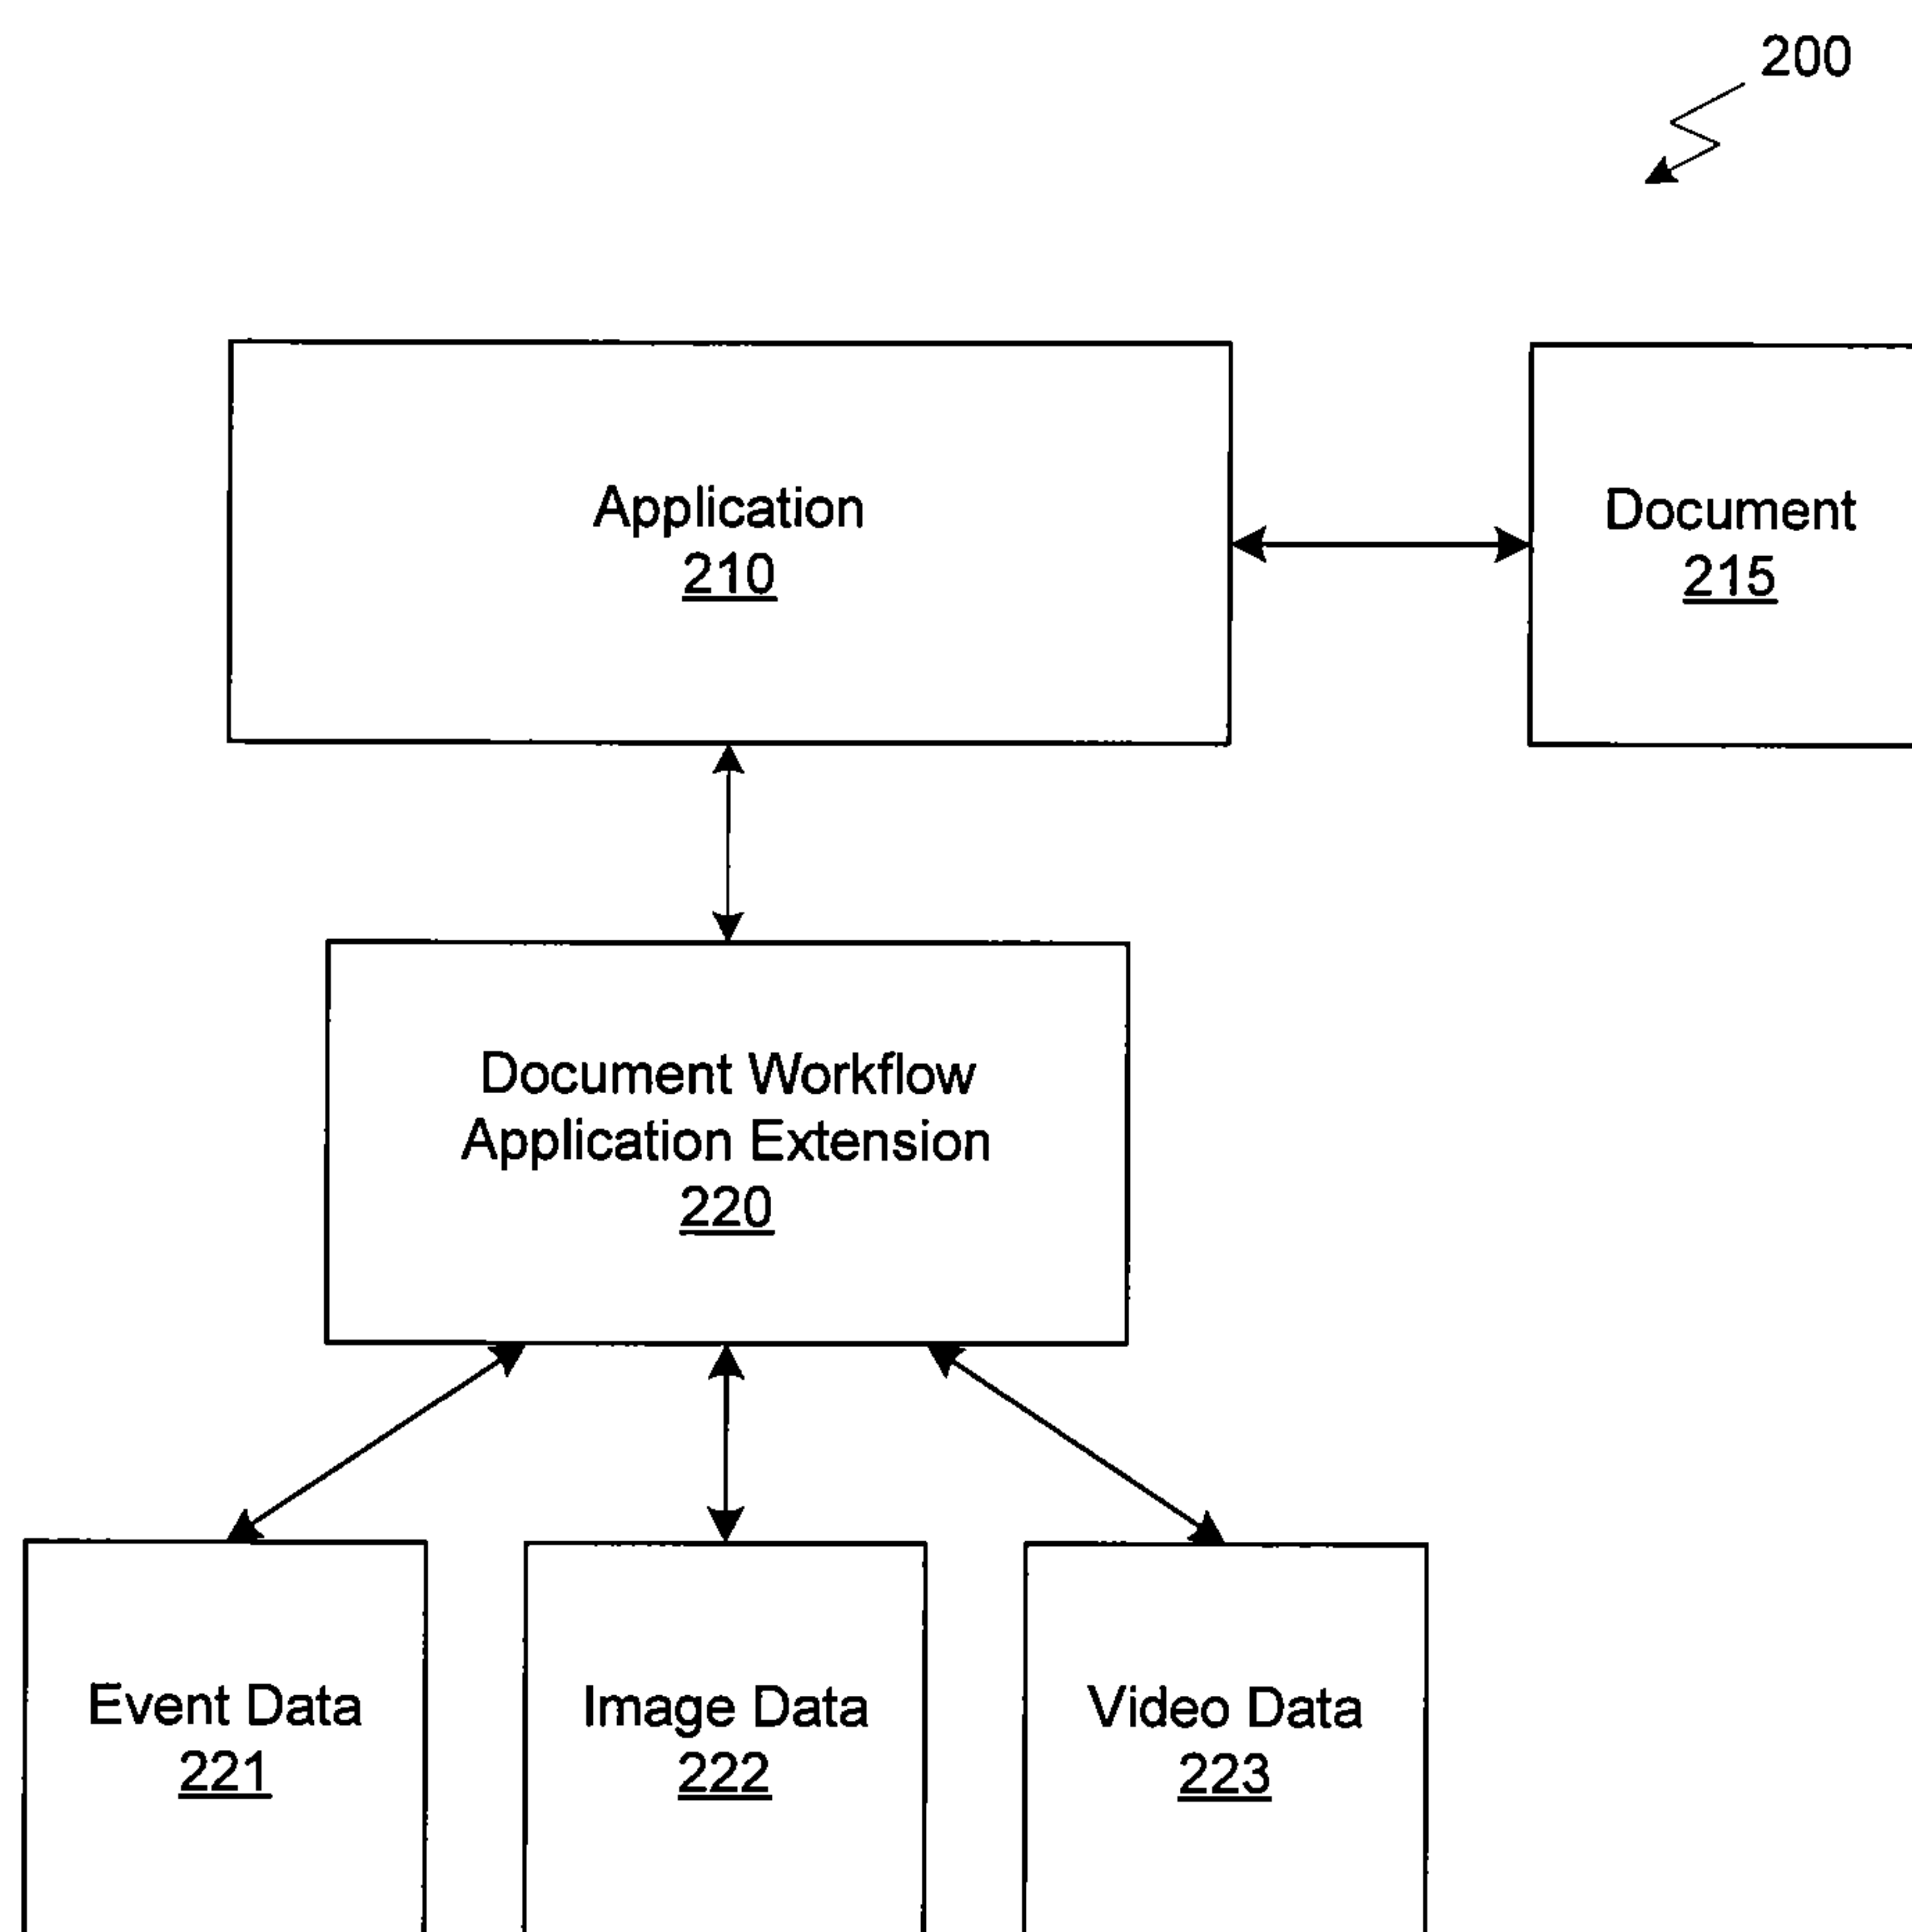 200
Application
210
Document
215
Document Workflow
Application Extension
220
Event Data
221
Image Data
222
Video Data
223